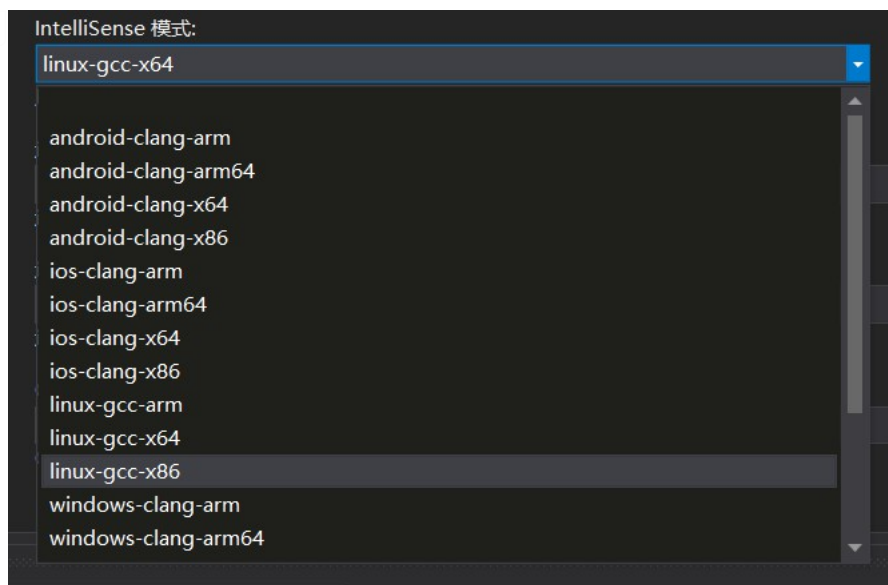 IntelliSense 模式:
linux-gcc-x64
android-clang-arm
android-clang-arm64
android-clang-x64
android-clang-x86
ios-clang-arm
ios-clang-arm64
ios-clang-x64
ios-clang-x86
linux-gcc-arm
linux-gcc-x64
linux-gcc-x86
windows-clang-arm
windows-clang-arm64